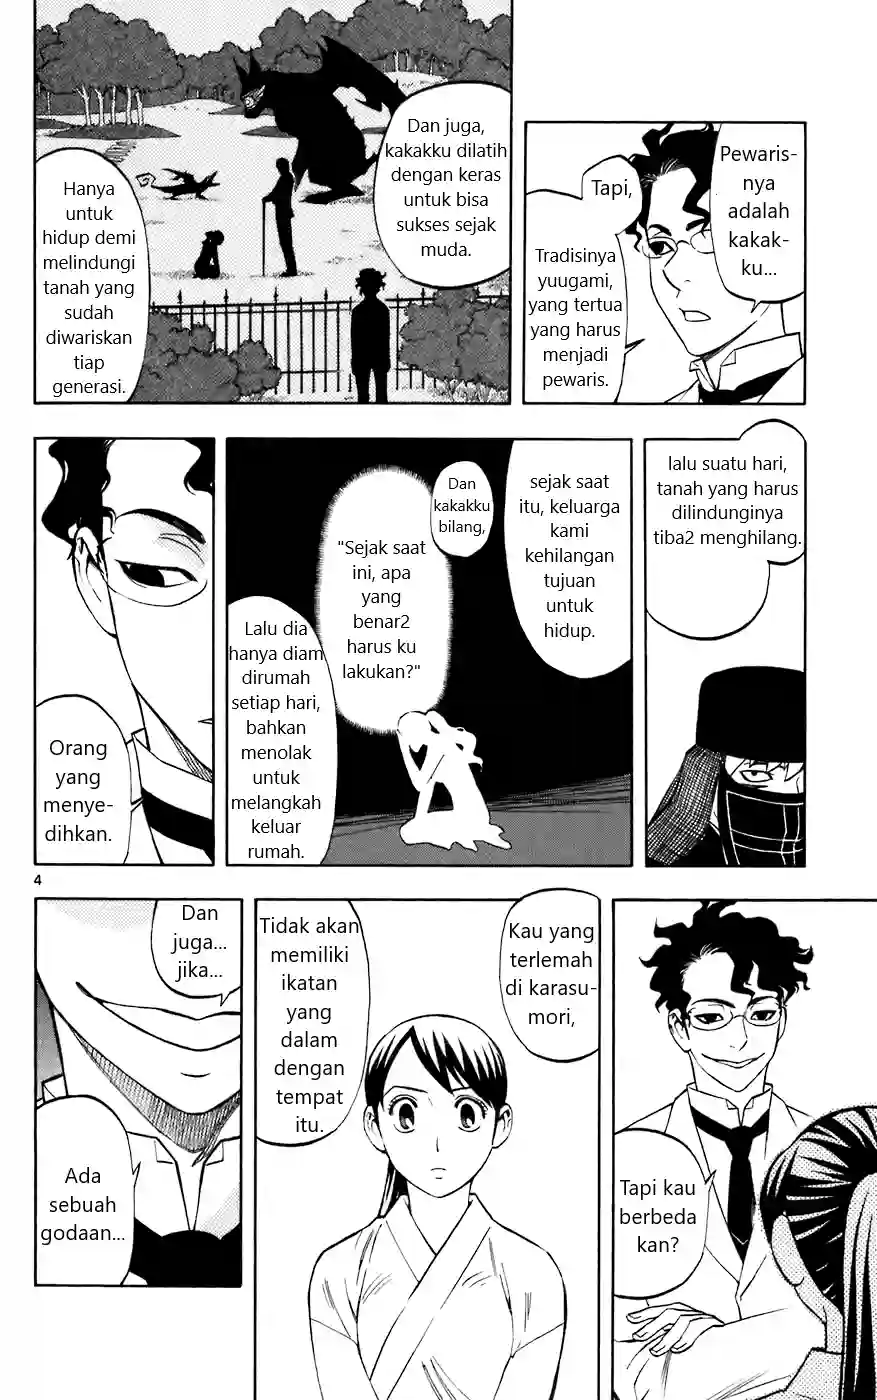 Pewaris-
nya
adalah
kakak-
ku...
Tapi,
Tradisinya
yuugami,
yang tertua
yang harus
menjadi
pewaris.
Dan juga,
kakakku dilatih
dengan keras
untuk bisa
sukses sejak
muda.
Hanya
untuk
hidup demi
melindungi
tanah yang
sudah
diwariskan
tiap
generasi.
lalu suatu hari,
tanah yang harus
dilindunginya
tiba2 menghilang.
sejak saat
itu, keluarga
kami
kehilangan
tujuan
untuk
hidup.
Dan
kakakku
bilang,
"Sejak saat
ini, apa
yang
benar2
harus ku
lakukan?"
Lalu dia
hanya diam
dirumah
setiap hari,
bahkan
menolak
untuk
melangkah
keluar
rumah.
Orang
yang
menye-
dihkan.
4
Tapi kau
berbeda
kan?
Kau yang
terlemah
di karasu-
mori,
Tidak akan
memiliki
ikatan
yang
dalam
dengan
tempat
itu.
Dan
juga...
jika...
Ada
sebuah
godaan...